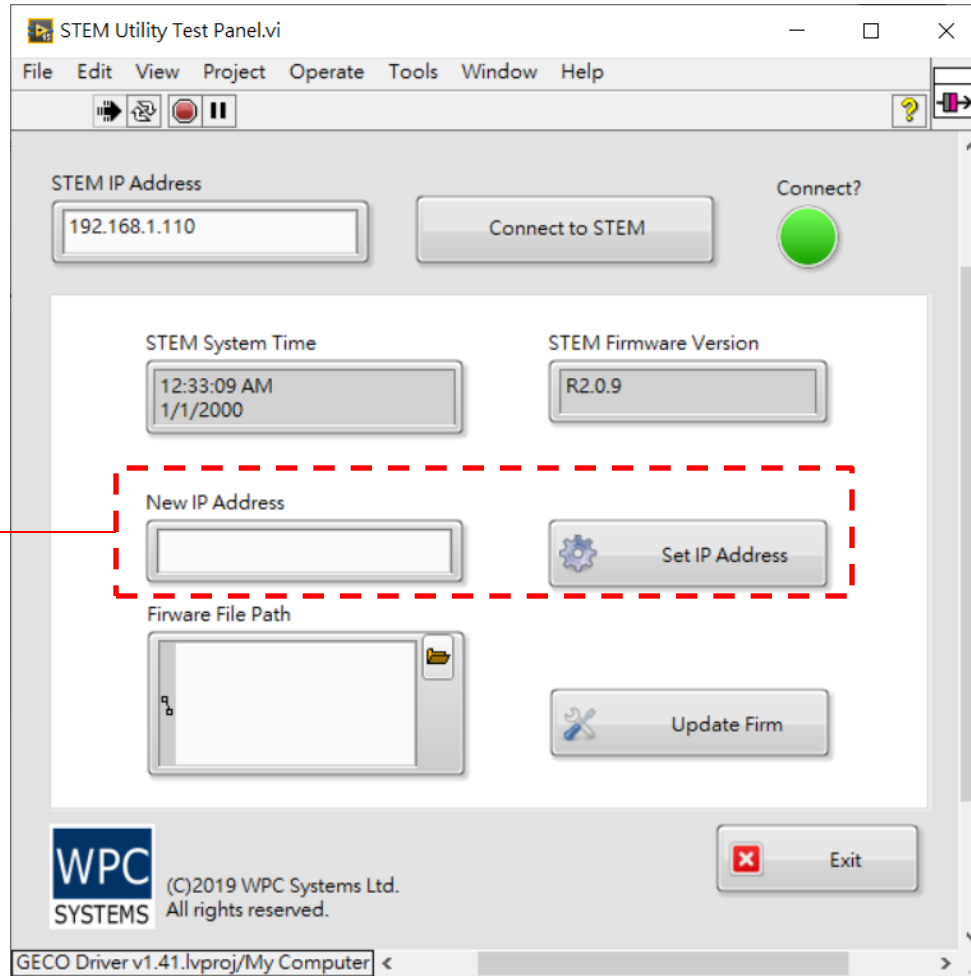 STEM Utility Test Panel.vi
File Edit View Project Operate Tools Window Help
STEM IP Address
Connect?
192.168.1.110
Connect to STEM
STEM System Time
STEM Firmware Version
12:33:09 AM
R2.0.9
1/1/2000
New IP Address
Set IP Address
Firware File Path
Update Firm
WPC
SYSTEMS
(C)2019 WPC Systems Ltd.
All rights reserved.
Exit
GECO Driver v1.41.lvproj/My Computer